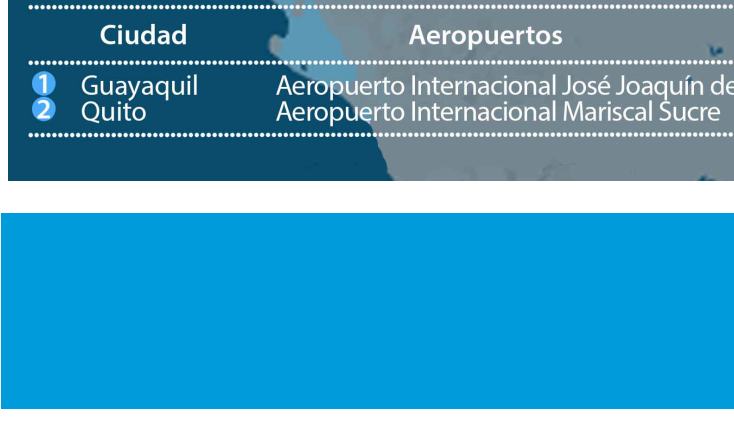 Ciudad Aeropuertos
1 Guayaquil Aeropuerto Internacional José Joaquín de
2 Quito Aeropuerto Internacional Mariscal Sucre